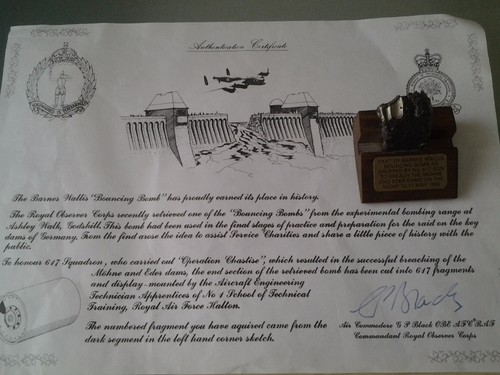 Authentication Certificate
The Barnes Wallis "Bouncing Bomb" has proudly earned its place in history.
The Royal Observer Corps recently retrieved one of the "Bouncing Bombs" from the experimental bombing range at
Ashley Walk, Godshill. This bomb had been used in the final stages of practice and preparation for the raid on the key
dams of Germany. From the find arose the idea to assist Service Charities and share a little piece of history with the
public.
To honour 617 Squadron, who carried out "Operation Chastise", which resulted in the successful breaching of the
Mohne and Eder dams, the end section of the retrieved bomb has been cut into 617 fragments
and display-mounted by the Aircraft Engineering
Technician Apprentices of No 1 School of Technical
Training, Royal Air Force Halton.
The numbered fragment you have aquired came from the
dark segment in the left hand corner sketch.
Air Commodore G P Black OBE AFC RAF
Commandant Royal Observer Corps